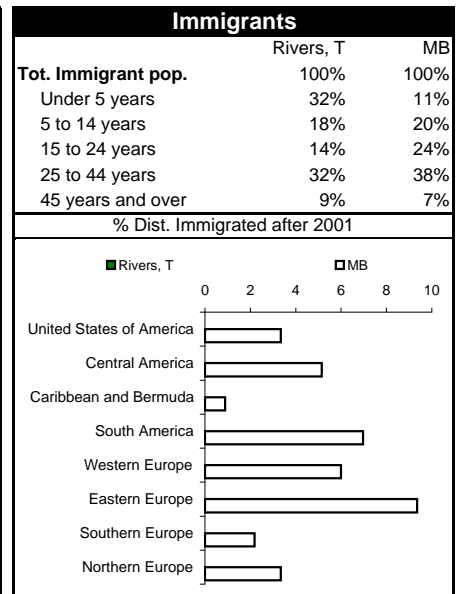 Immigrants
Rivers, T MB
Tot. Immigrant pop. 100% 100%
Under 5 years 32% 11%
5 to 14 years 18% 20%
15 to 24 years 14% 24%
25 to 44 years 32% 38%
45 years and over 9% 7%
% Dist. Immigrated after 2001
Rivers, T MB
0 2 4 6 8 10
United States of America
Central America
Caribbean and Bermuda
South America
Western Europe
Eastern Europe
Southern Europe
Northern Europe